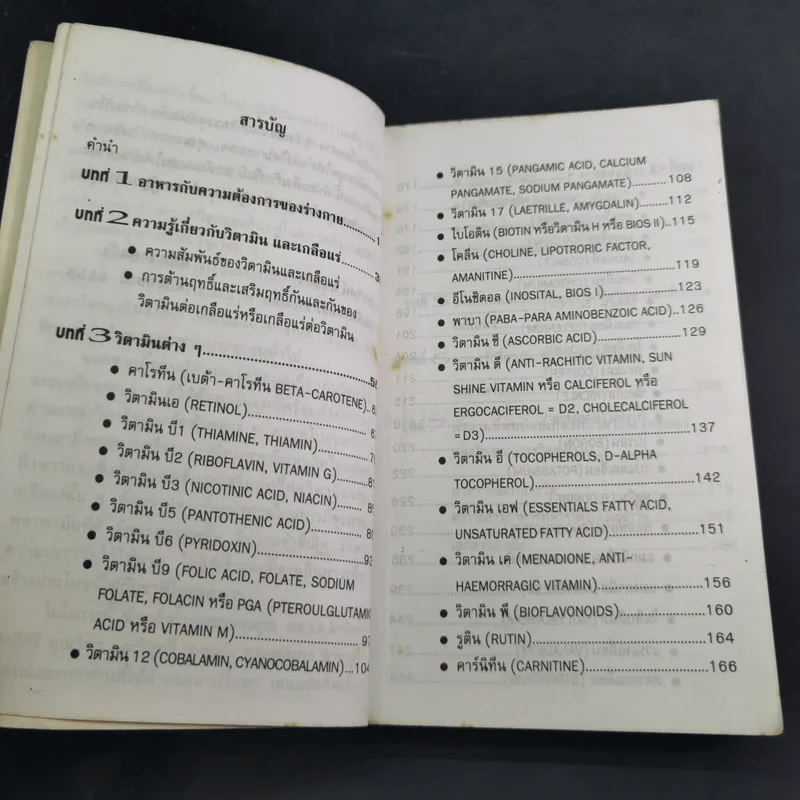 สารบัญ
คำนำ
บทที่ 1 อาหารกับความต้องการของร่างกาย....1
บทที่ 2 ความรู้เกี่ยวกับวิตามิน และเกลือแร่
● ความสัมพันธ์ของวิตามินและเกลือแร่
● การต้านฤทธิ์และเสริมฤทธิ์กันและกันของ
วิตามินต่อเกลือแร่หรือเกลือแร่ต่อวิตามิน
บทที่ 3 วิตามินต่าง ๆ
● คาโรทีน (เบต้า-คาโรทีน BETA-CAROTENE)
● วิตามินเอ (RETINOL)
● วิตามิน บี1 (THIAMINE, THIAMIN)
● วิตามิน บี2 (RIBOFLAVIN, VITAMIN G)
● วิตามิน บี3 (NICOTINIC ACID, NIACIN)
● วิตามิน บี5 (PANTOTHENIC ACID)
● วิตามิน บี6 (PYRIDOXIN)....93
● วิตามิน บี9 (FOLIC ACID, FOLATE, SODIUM
FOLATE, FOLACIN หรือ PGA (PTEROULGLUTAMIC
ACID หรือ VITAMIN M)....97
● วิตามิน 12 (COBALAMIN, CYANOCOBALAMIN)...104
● วิตามิน 15 (PANGAMIC ACID, CALCIUM
PANGAMATE, SODIUM PANGAMATE)..........108
● วิตามิน 17 (LAETRILLE, AMYGDALIN)..........112
● ไบโอติน (BIOTIN หรือวิตามิน H หรือ BIOS II)..115
● โคลีน (CHOLINE, LIPOTRORIC FACTOR,
AMANITINE)..........119
● อีโนซิตอล (INOSITAL, BIOS I)..........123
● พาบา (PABA-PARA AMINOBENZOIC ACID)..126
● วิตามิน ซี (ASCORBIC ACID)..........129
● วิตามิน ดี (ANTI-RACHITIC VITAMIN, SUN
SHINE VITAMIN หรือ CALCIFEROL หรือ
ERGOCACIFEROL = D2, CHOLECALCIFEROL
= D3)..........137
● วิตามิน อี (TOCOPHEROLS, D-ALPHA
TOCOPHEROL)..........142
● วิตามิน เอฟ (ESSENTIALS FATTY ACID,
UNSATURATED FATTY ACID)..........151
● วิตามิน เค (MENADIONE, ANTI-
HAEMORRAGIC VITAMIN)..........156
● วิตามิน พี (BIOFLAVONOIDS)..........160
● รูติน (RUTIN)..........164
● คาร์นิทีน (CARNITINE)..........166